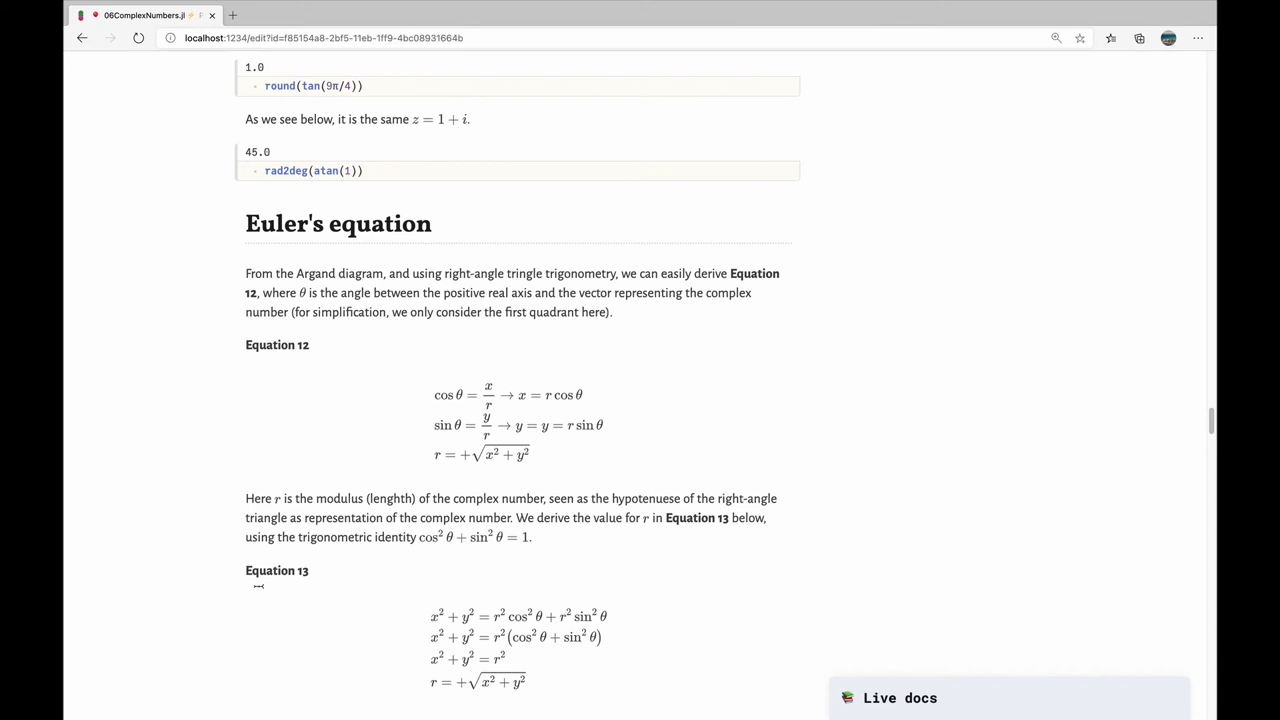 06ComplexNumbers.jl ⚡ F
localhost:1234/edit?id=f85154a8-2bf5-11eb-1ff9-4bc08931664b
1.0
round(tan(9π/4))
As we see below, it is the same z = 1 + i.
45.0
rad2deg(atan(1))
Euler's equation
From the Argand diagram, and using right-angle tringle trigonometry, we can easily derive Equation
12, where θ is the angle between the positive real axis and the vector representing the complex
number (for simplification, we only consider the first quadrant here).
Equation 12
cos θ = x/r → x = r cos θ
sin θ = y/r → y = y = r sin θ
r = +√(x² + y²)
Here r is the modulus (lenghth) of the complex number, seen as the hypotenuese of the right-angle
triangle as representation of the complex number. We derive the value for r in Equation 13 below,
using the trigonometric identity cos² θ + sin² θ = 1.
Equation 13
x² + y² = r² cos² θ + r² sin² θ
x² + y² = r² (cos² θ + sin² θ)
x² + y² = r²
r = +√(x² + y²)
Live docs